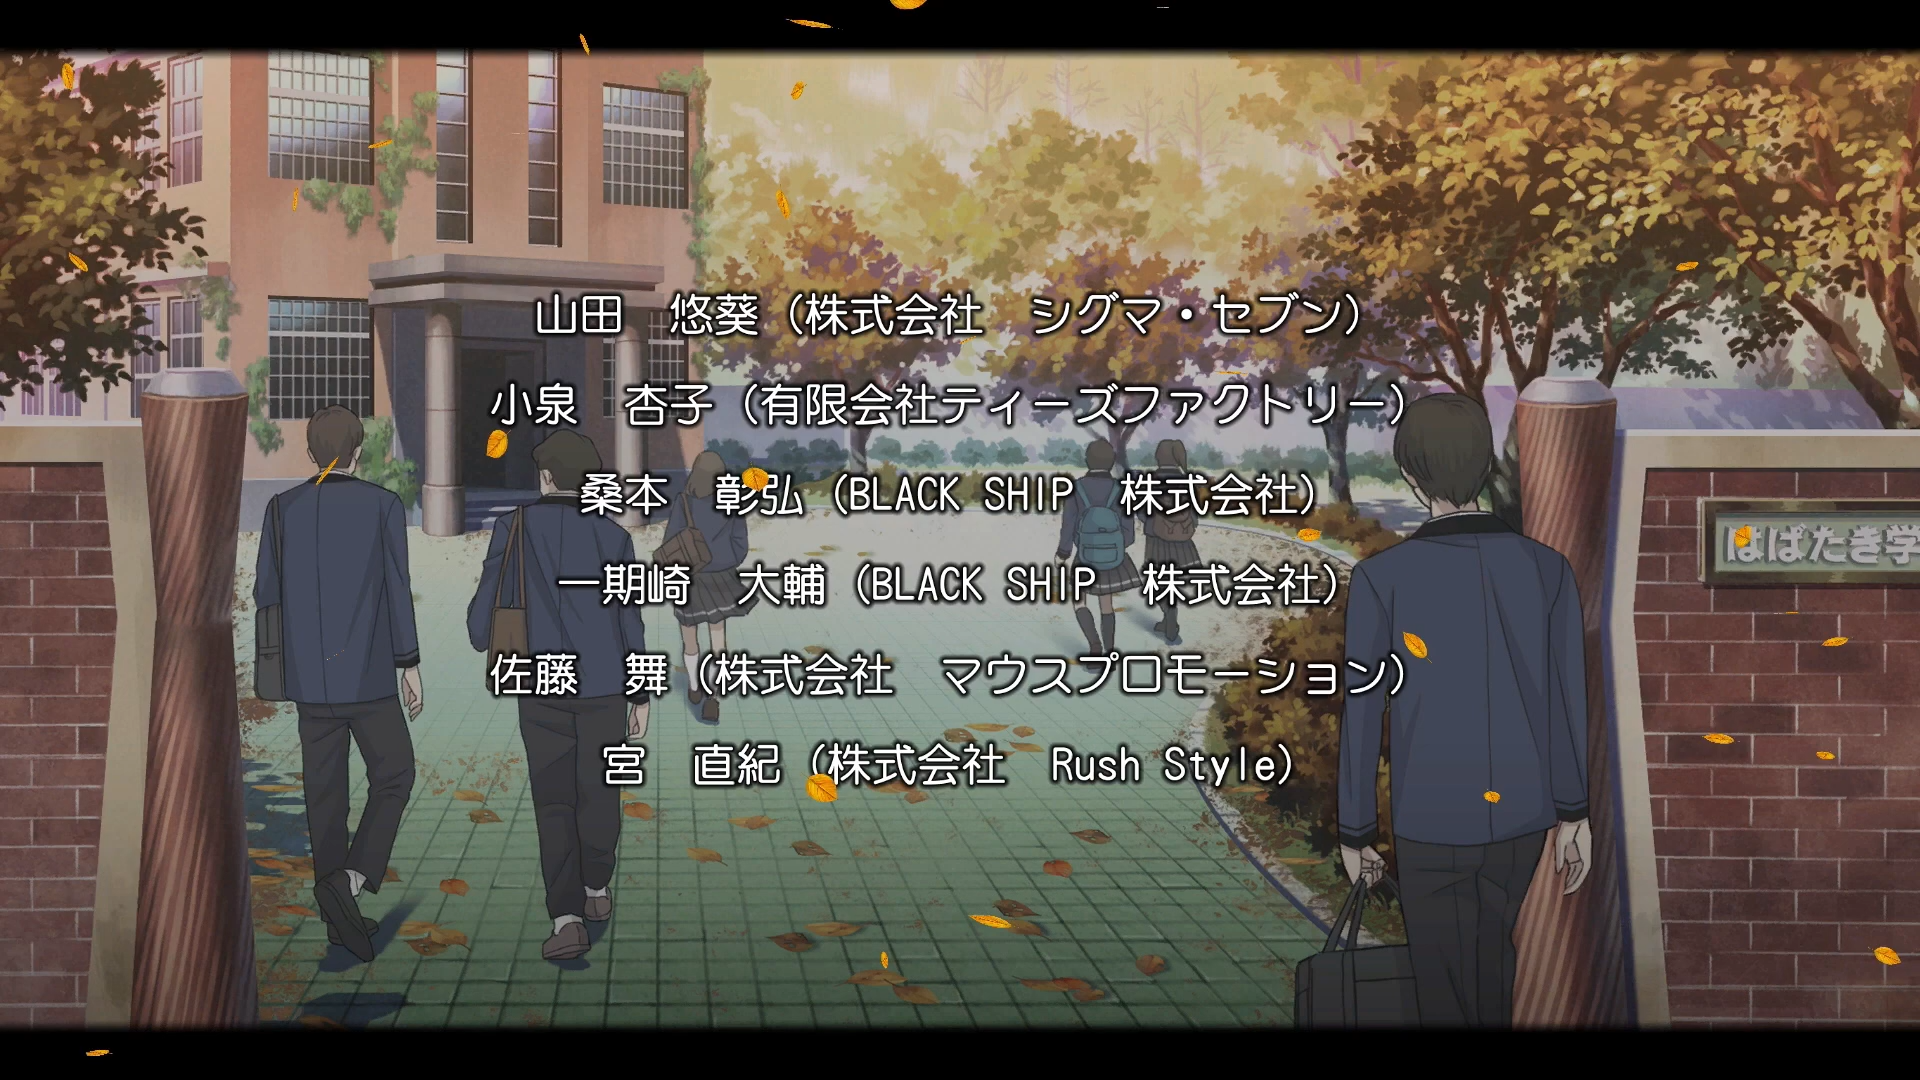 山田　悠葵（株式会社　シグマ・セブン）
小泉　杏子（有限会社ティーズファクトリー）
桑本　彰弘（BLACK SHIP　株式会社）
一期崎　大輔（BLACK SHIP　株式会社）
佐藤　舞（株式会社　マウスプロモーション）
宮　直紀（株式会社　Rush Style）
はばたき学